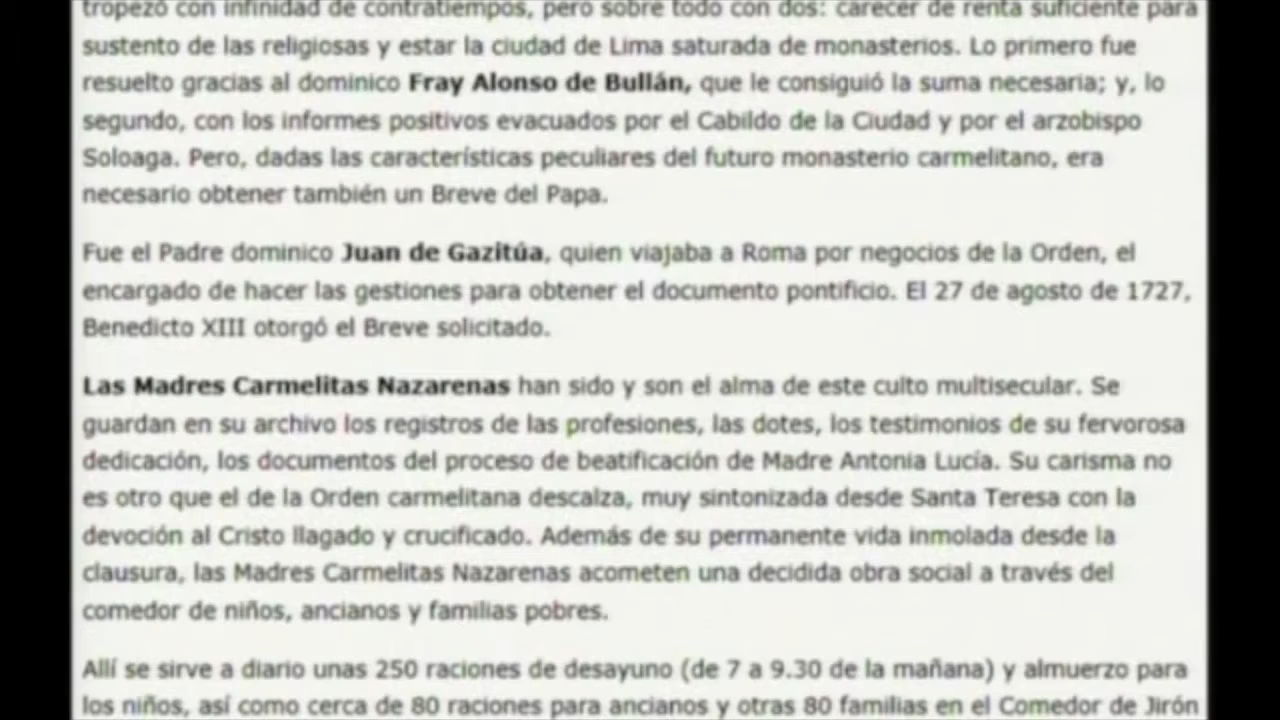 tropezó con infinidad de contratiempos, pero sobre todo con dos: carecer de renta suficiente para
sustento de las religiosas y estar la ciudad de Lima saturada de monasterios. Lo primero fue
resuelto gracias al dominico Fray Alonso de Bullán, que le consiguió la suma necesaria; y, lo
segundo, con los informes positivos evacuados por el Cabildo de la Ciudad y por el arzobispo
Soloaga. Pero, dadas las características peculiares del futuro monasterio carmelitano, era
necesario obtener también un Breve del Papa.
Fue el Padre dominico Juan de Gazitúa, quien viajaba a Roma por negocios de la Orden, el
encargado de hacer las gestiones para obtener el documento pontificio. El 27 de agosto de 1727,
Benedicto XIII otorgó el Breve solicitado.
Las Madres Carmelitas Nazarenas han sido y son el alma de este culto multisecular. Se
guardan en su archivo los registros de las profesiones, las dotes, los testimonios de su fervorosa
dedicación, los documentos del proceso de beatificación de Madre Antonia Lucía. Su carisma no
es otro que el de la Orden carmelitana descalza, muy sintonizada desde Santa Teresa con la
devoción al Cristo llagado y crucificado. Además de su permanente vida inmolada desde la
clausura, las Madres Carmelitas Nazarenas acometen una decidida obra social a través del
comedor de niños, ancianos y familias pobres.
Allí se sirve a diario unas 250 raciones de desayuno (de 7 a 9.30 de la mañana) y almuerzo para
los niños, así como cerca de 80 raciones para ancianos y otras 80 familias en el Comedor de Jirón